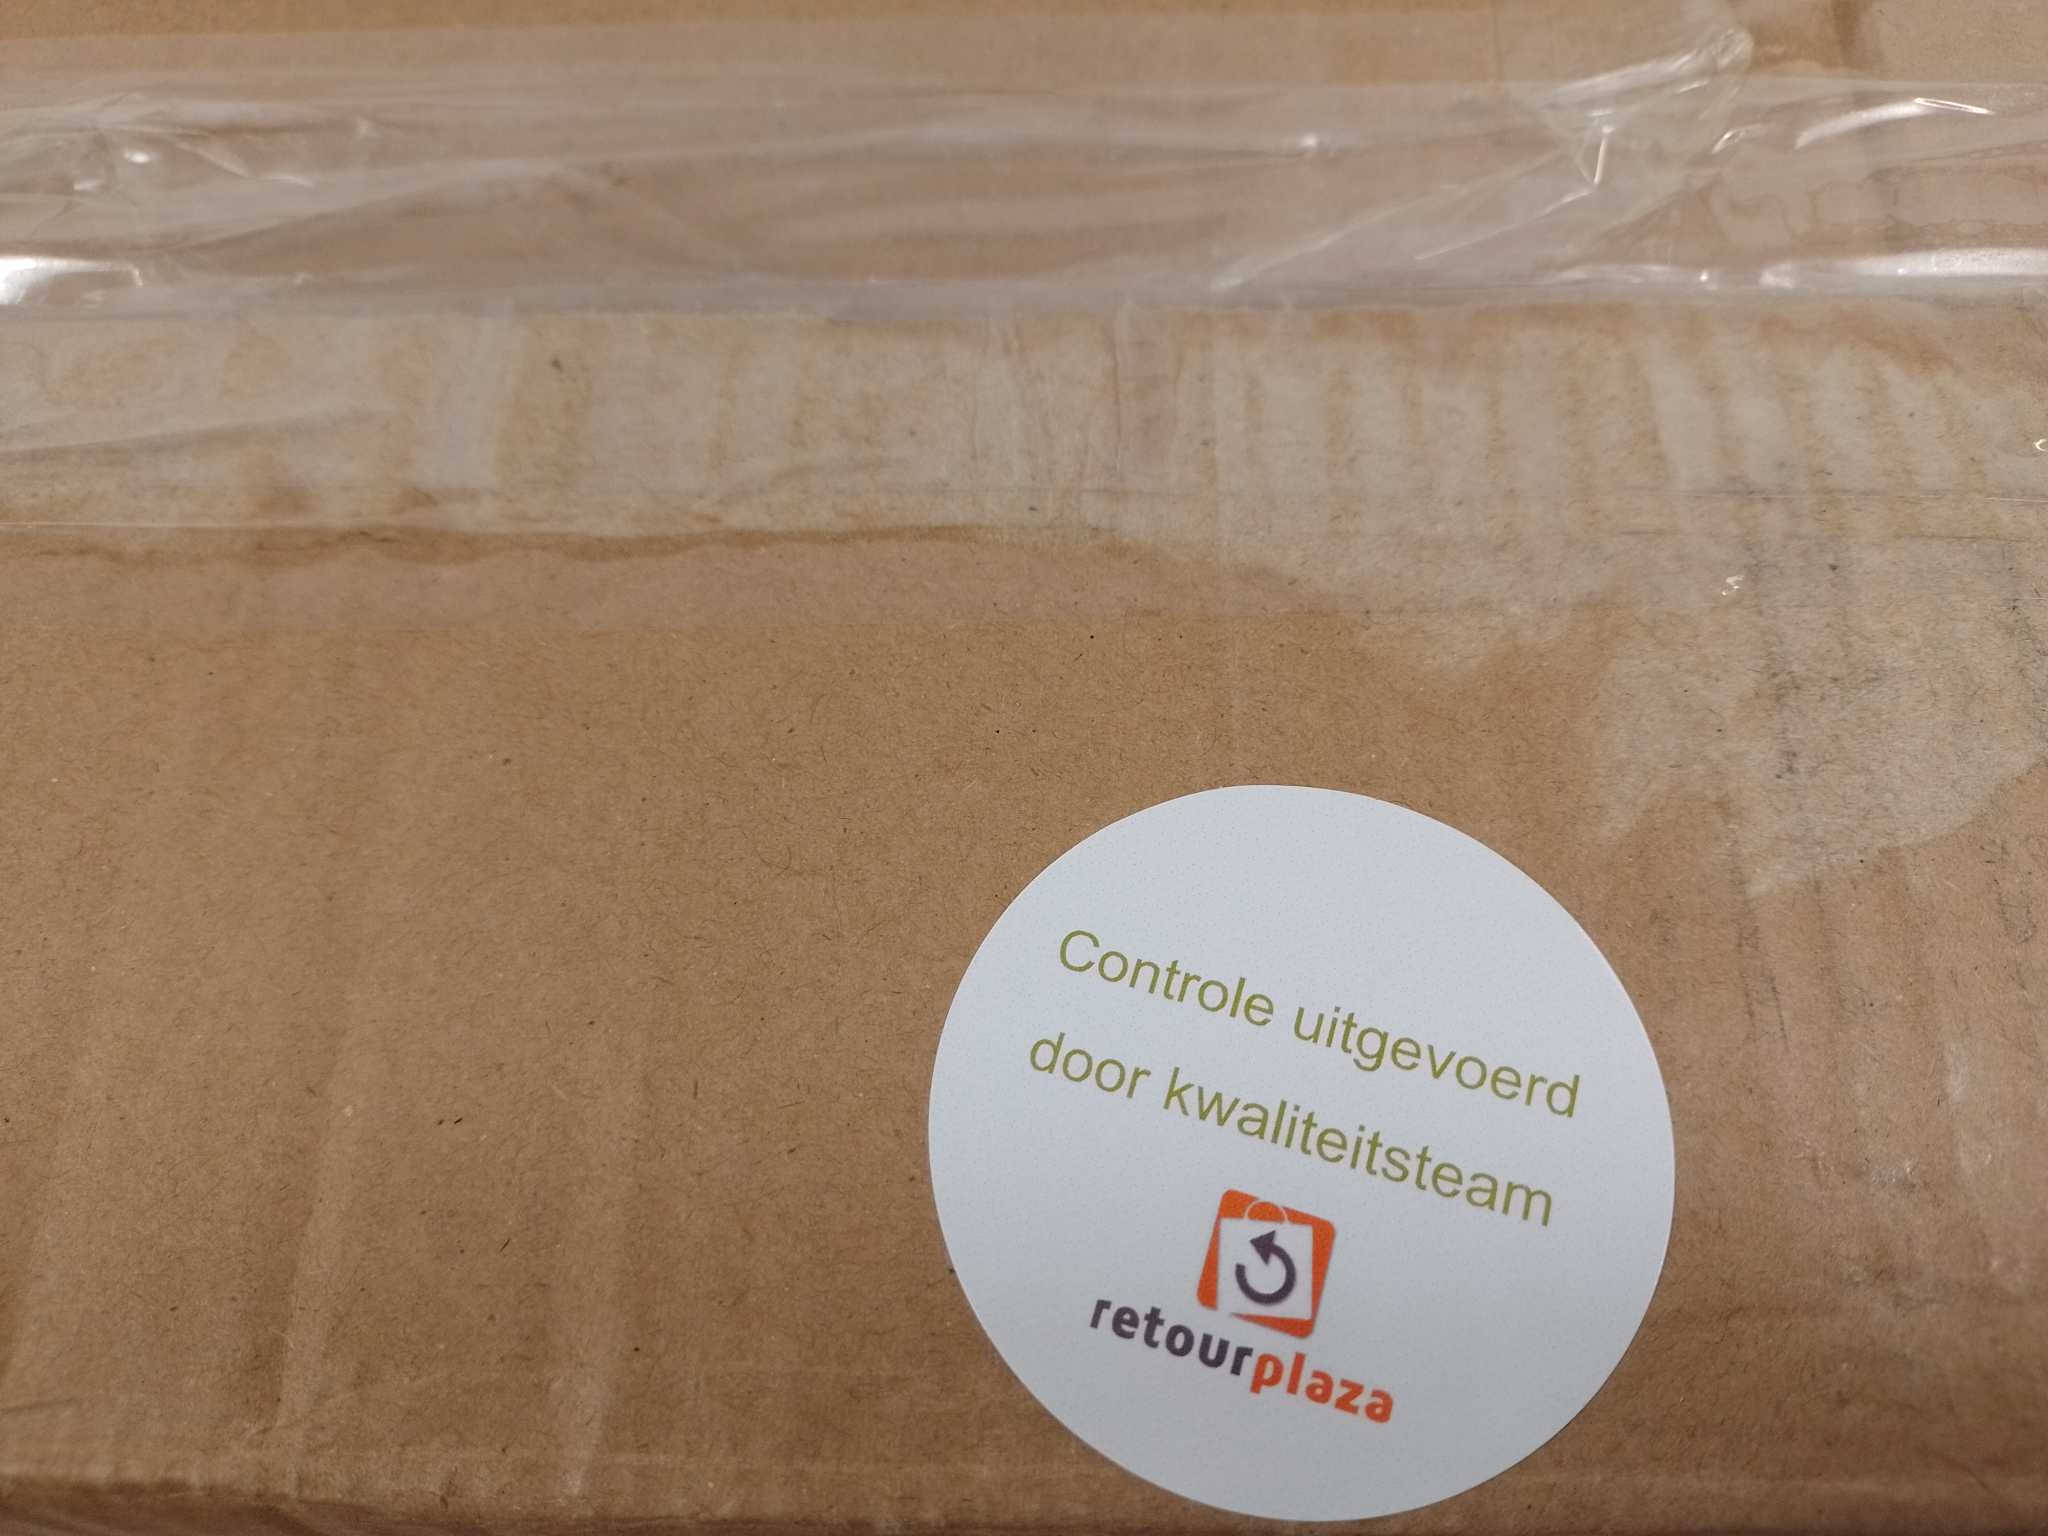 Controle uitgevoerd
door kwaliteitsteam
retourplaza